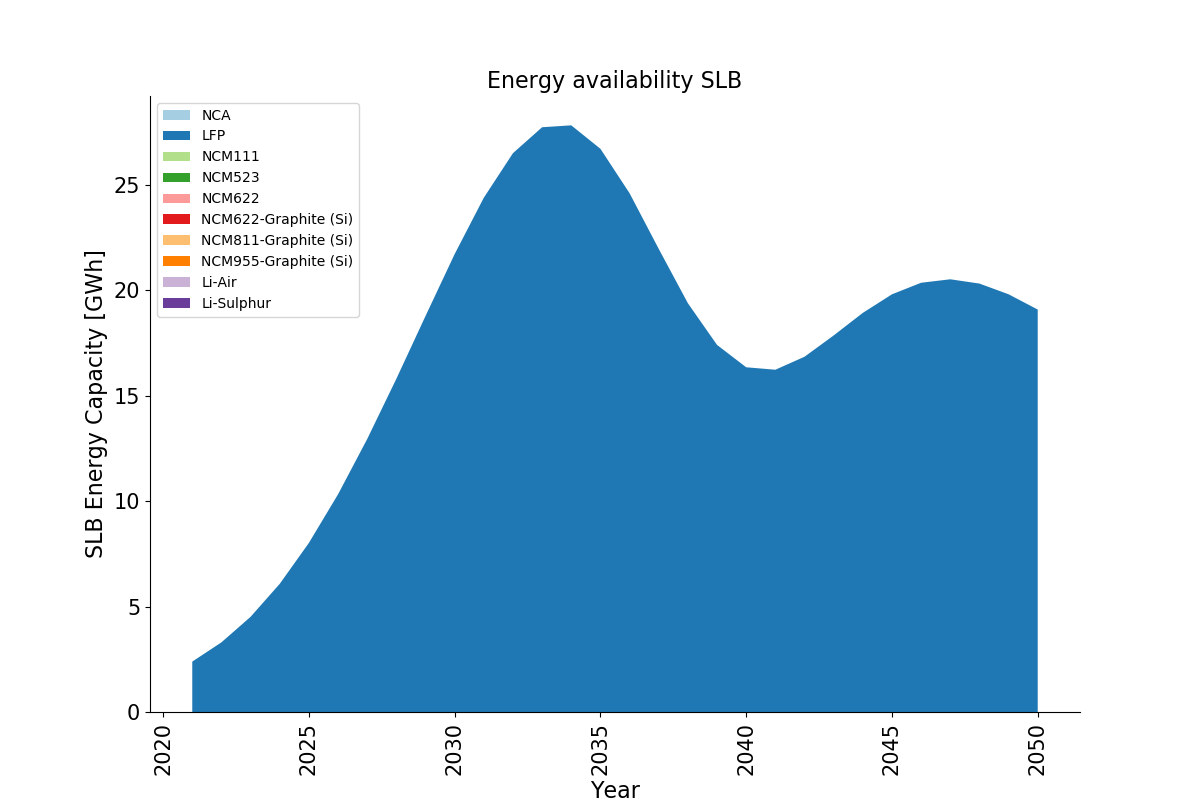 Energy availability SLB
NCA
LFP
NCM111
NCM523
NCM622
NCM622-Graphite (Si)
NCM811-Graphite (Si)
NCM955-Graphite (Si)
Li-Air
Li-Sulphur
SLB Energy Capacity [GWh]
25
20
15
10
5
0
2020
2025
2030
2035
2040
2045
2050
Year